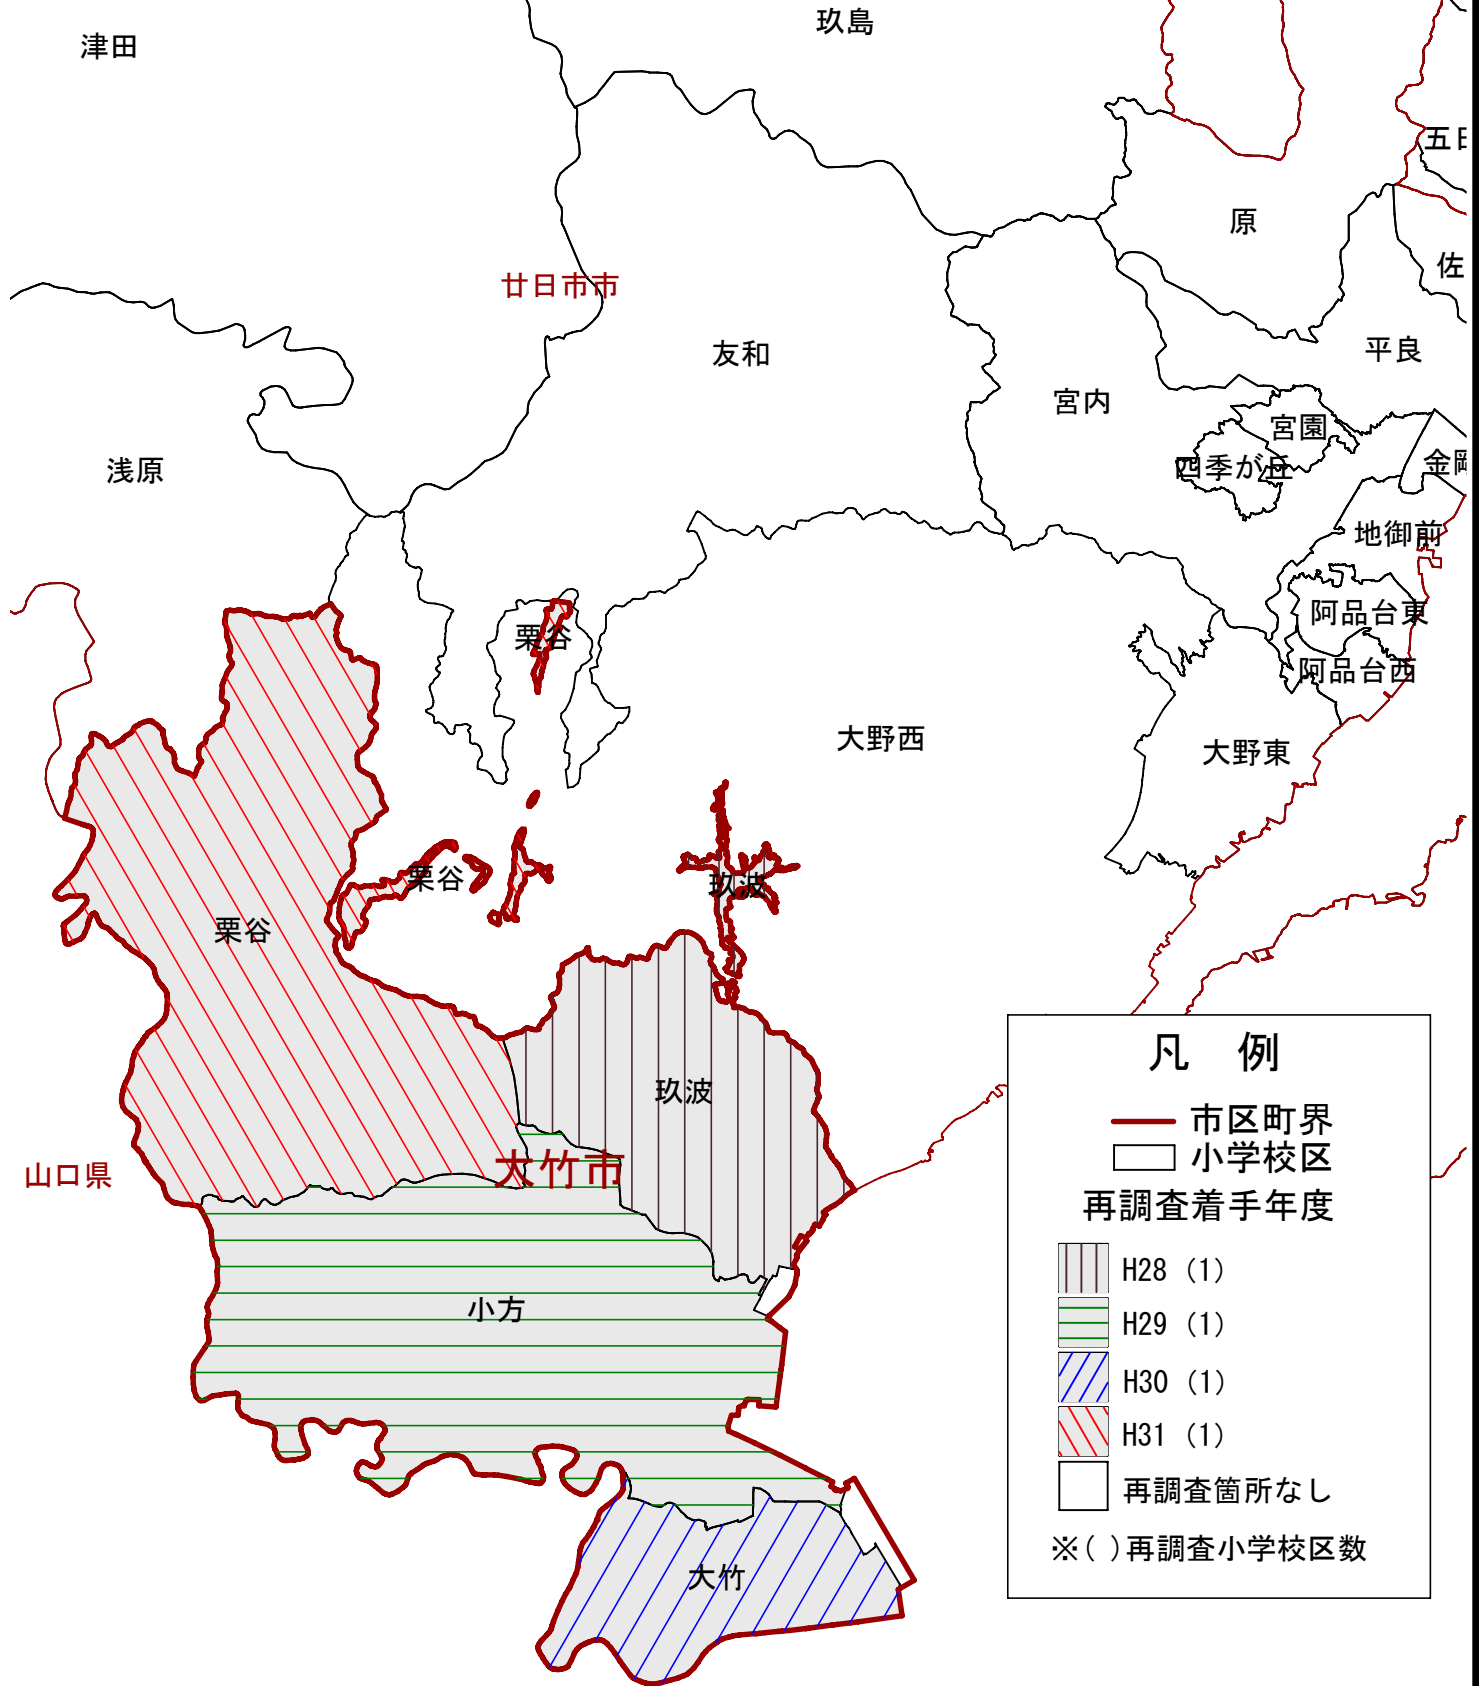 津田
玖島
五日
原
佐
廿日市市
友和
平良
宮内
宮園
四季が丘
金剛
浅原
地御前
阿品台東
栗谷
阿品台西
大野西
大野東
栗谷
玖波
栗谷
玖波
大竹市
山口県
小方
大竹
凡 例
市区町界
小学校区
再調査着手年度
H28 (1)
H29 (1)
H30 (1)
H31 (1)
再調査箇所なし
※( )再調査小学校区数